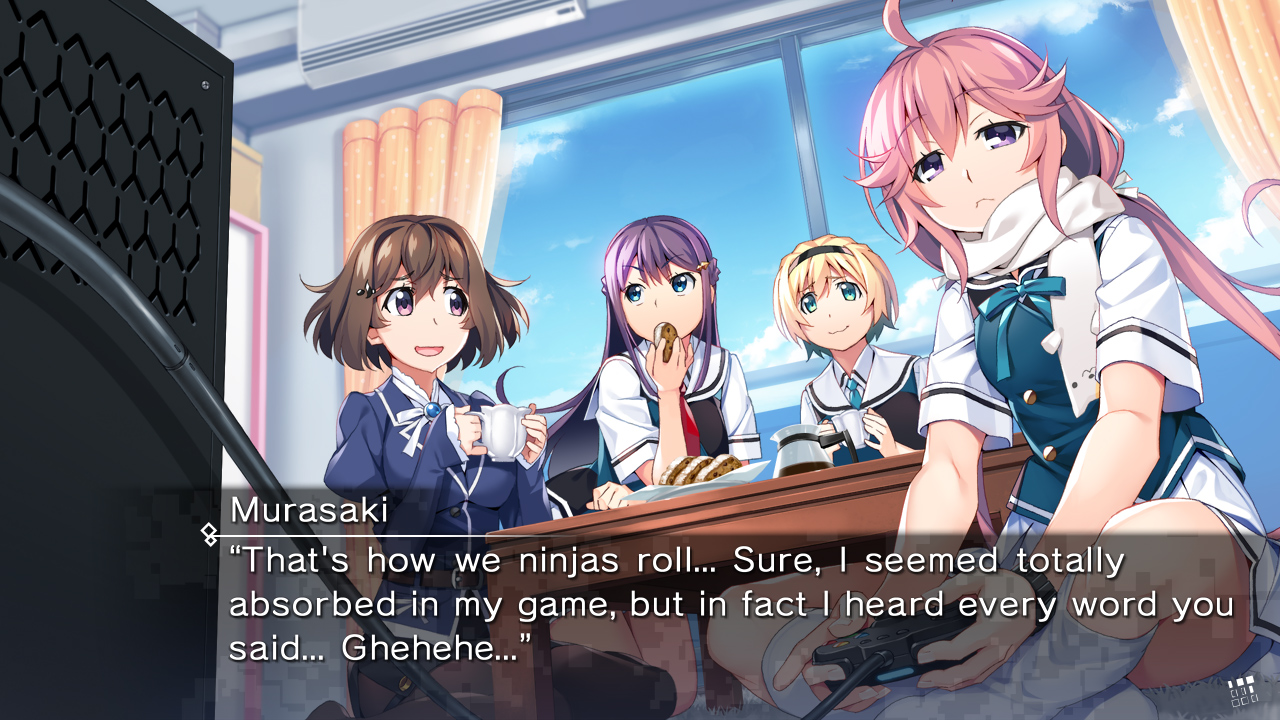 Murasaki
“That's how we ninjas roll... Sure, I seemed totally
absorbed in my game, but in fact I heard every word you
said... Ghehehe...”